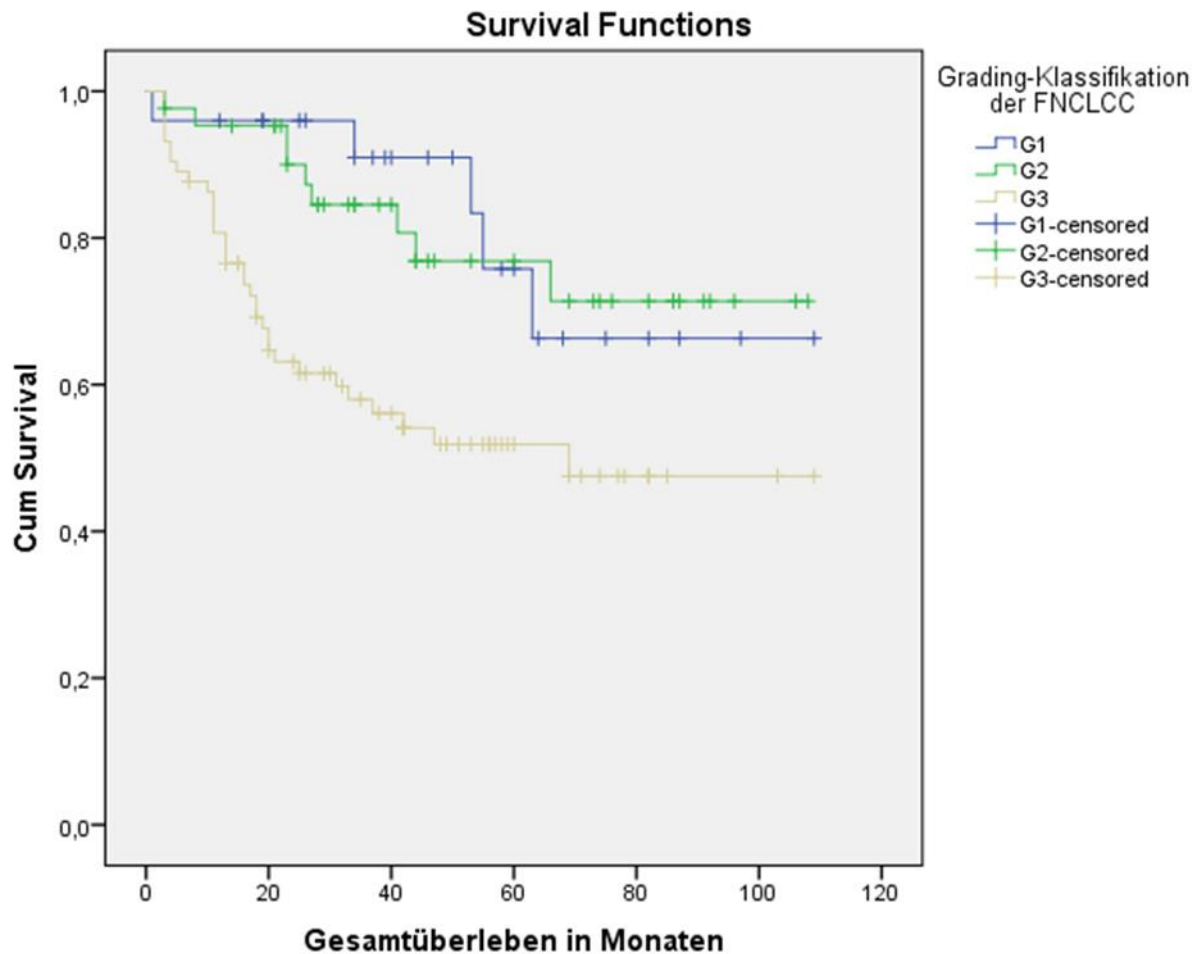 Survival Functions
Grading-Klassifikation
der FNCLCC
G1
G2
G3
G1-censored
G2-censored
G3-censored
Cum Survival
1,0
0,8
0,6
0,4
0,2
0,0
0 20 40 60 80 100 120
Gesamtüberleben in Monaten